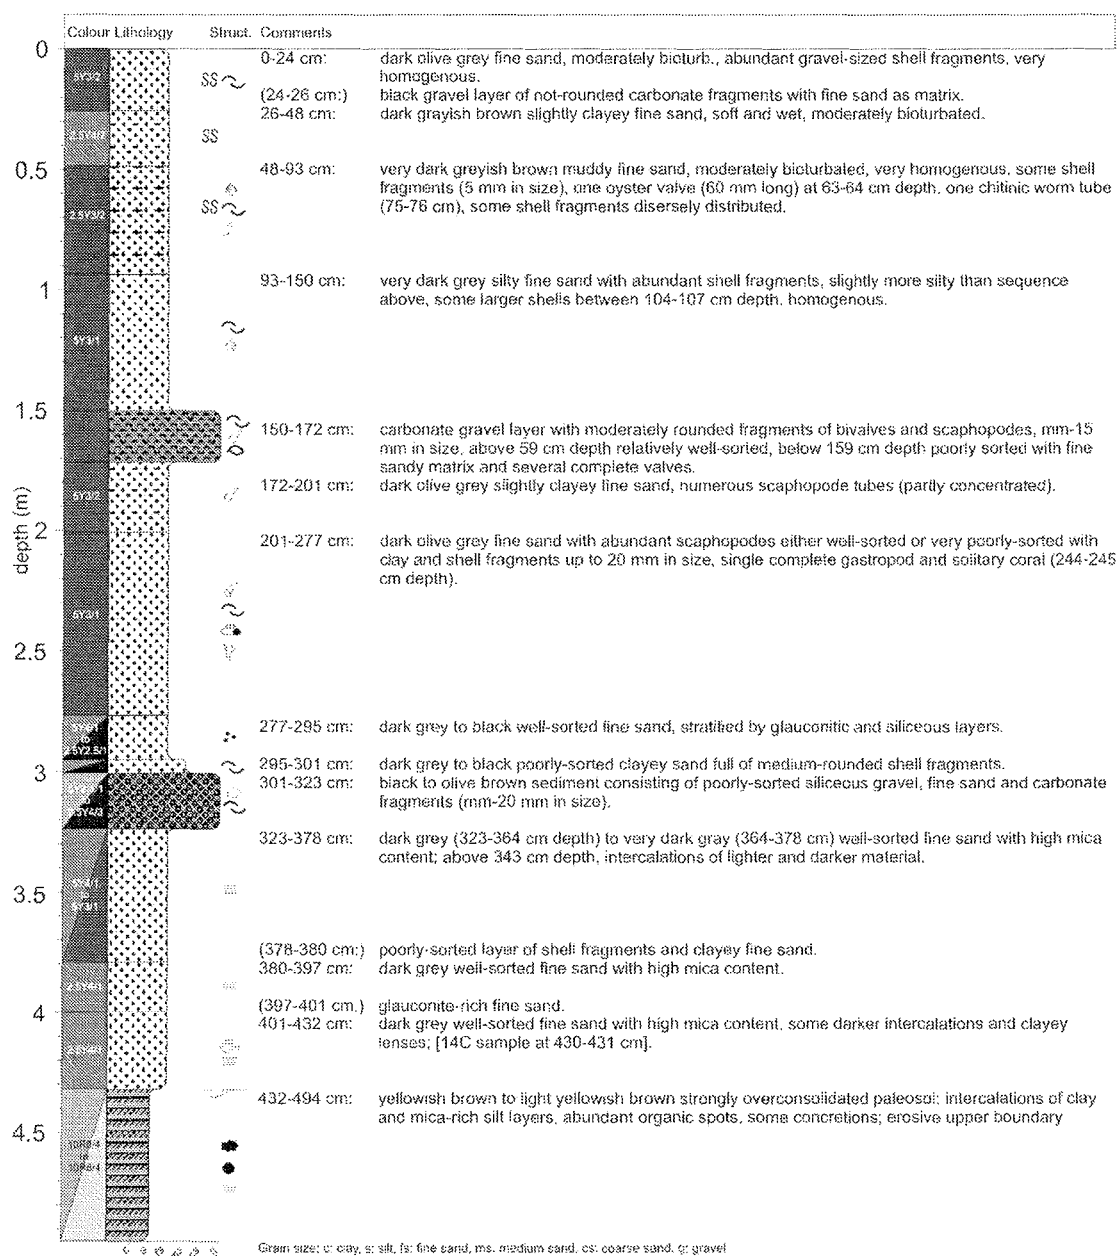 Colour Lithology Struct. Comments
0
0-24 cm: dark olive grey fine sand, moderately bioturb., abundant gravel-sized shell fragments, very
homogenous.
5Y3/2
SS
(24-26 cm:) black gravel layer of not-rounded carbonate fragments with fine sand as matrix.
26-48 cm: dark grayish brown slightly clayey fine sand, soft and wet, moderately bioturbated.
SS
0.5
48-93 cm: very dark greyish brown muddy fine sand, moderately bioturbated, very homogenous, some shell
fragments (5 mm in size), one oyster valve (60 mm long) at 63-64 cm depth, one chitinic worm tube
(75-76 cm), some shell fragments disersely distributed.
2.5Y3/2
SS
1
93-150 cm: very dark grey silty fine sand with abundant shell fragments, slightly more silty than sequence
above, some larger shells between 104-107 cm depth, homogenous.
5Y3/1
1.5
150-172 cm: carbonate gravel layer with moderately rounded fragments of bivalves and scaphopodes, mm-15
mm in size, above 59 cm depth relatively well-sorted, below 159 cm depth poorly sorted with fine
sandy matrix and several complete valves.
172-201 cm: dark olive grey slightly clayey fine sand, numerous scaphopode tubes (partly concentrated).
5Y3/2
2
depth (m)
201-277 cm: dark olive grey fine sand with abundant scaphopodes either well-sorted or very poorly-sorted with
clay and shell fragments up to 20 mm in size, single complete gastropod and solitary coral (244-245
cm depth).
5Y3/1
2.5
277-295 cm: dark grey to black well-sorted fine sand, stratified by glauconitic and siliceous layers.
to
2.5Y2.5/1
295-301 cm: dark grey to black poorly-sorted clayey sand full of medium-rounded shell fragments.
3
301-323 cm: black to olive brown sediment consisting of poorly-sorted siliceous gravel, fine sand and carbonate
fragments (mm-20 mm in size).
323-378 cm: dark grey (323-364 cm depth) to very dark gray (364-378 cm) well-sorted fine sand with high mica
content; above 343 cm depth, intercalations of lighter and darker material.
3.5
5Y3/1
(378-380 cm:) poorly-sorted layer of shell fragments and clayey fine sand.
380-397 cm: dark grey well-sorted fine sand with high mica content.
4
(397-401 cm.) glauconite-rich fine sand.
401-432 cm: dark grey well-sorted fine sand with high mica content, some darker intercalations and clayey
lenses; [14C sample at 430-431 cm].
432-494 cm: yellowish brown to light yellowish brown strongly overconsolidated paleosol; intercalations of clay
and mica-rich silt layers, abundant organic spots, some concretions; erosive upper boundary
4.5
Grain size; c: clay, s: silt, fs: fine sand, ms: medium sand, cs: coarse sand, g: gravel